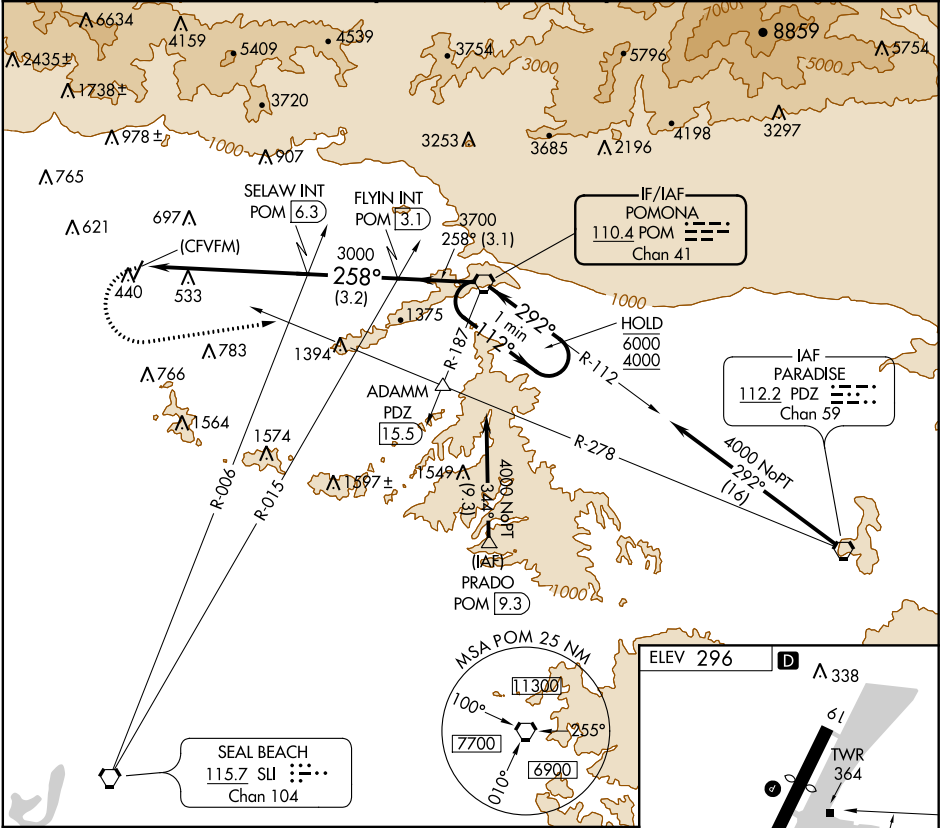 6634
4159
5409
4539
3754
5796
8859
5754
2435±
1738±
3720
7000
3000
5000
978 ±
1000
907
3253
3685
2196
4198
3297
765
621
697
SELAW INT
POM 6.3
FLYIN INT
POM 3.1
3700
258° (3.1)
IF/IAF
POMONA
110.4 POM
Chan 41
(CFVFM)
3000
258°
(3.2)
440
533
1375
1394
783
766
1564
1574
1597±
1549
R-187
292°
1 min
112°
HOLD
6000
4000
1000
R-112
IAF
PARADISE
112.2 PDZ
Chan 59
ADAMM
PDZ
15.5
R-278
4000 NoPT
292°
(16)
4000 NoPT
344°
(9.3)
R-006
R-015
(IAF)
PRADO
POM 9.3
1000
MSA POM 25 NM
11300
100°
255°
7700
6900
010°
SEAL BEACH
115.7 SLI
Chan 104
ELEV 296
D
338
19
TWR
364
P